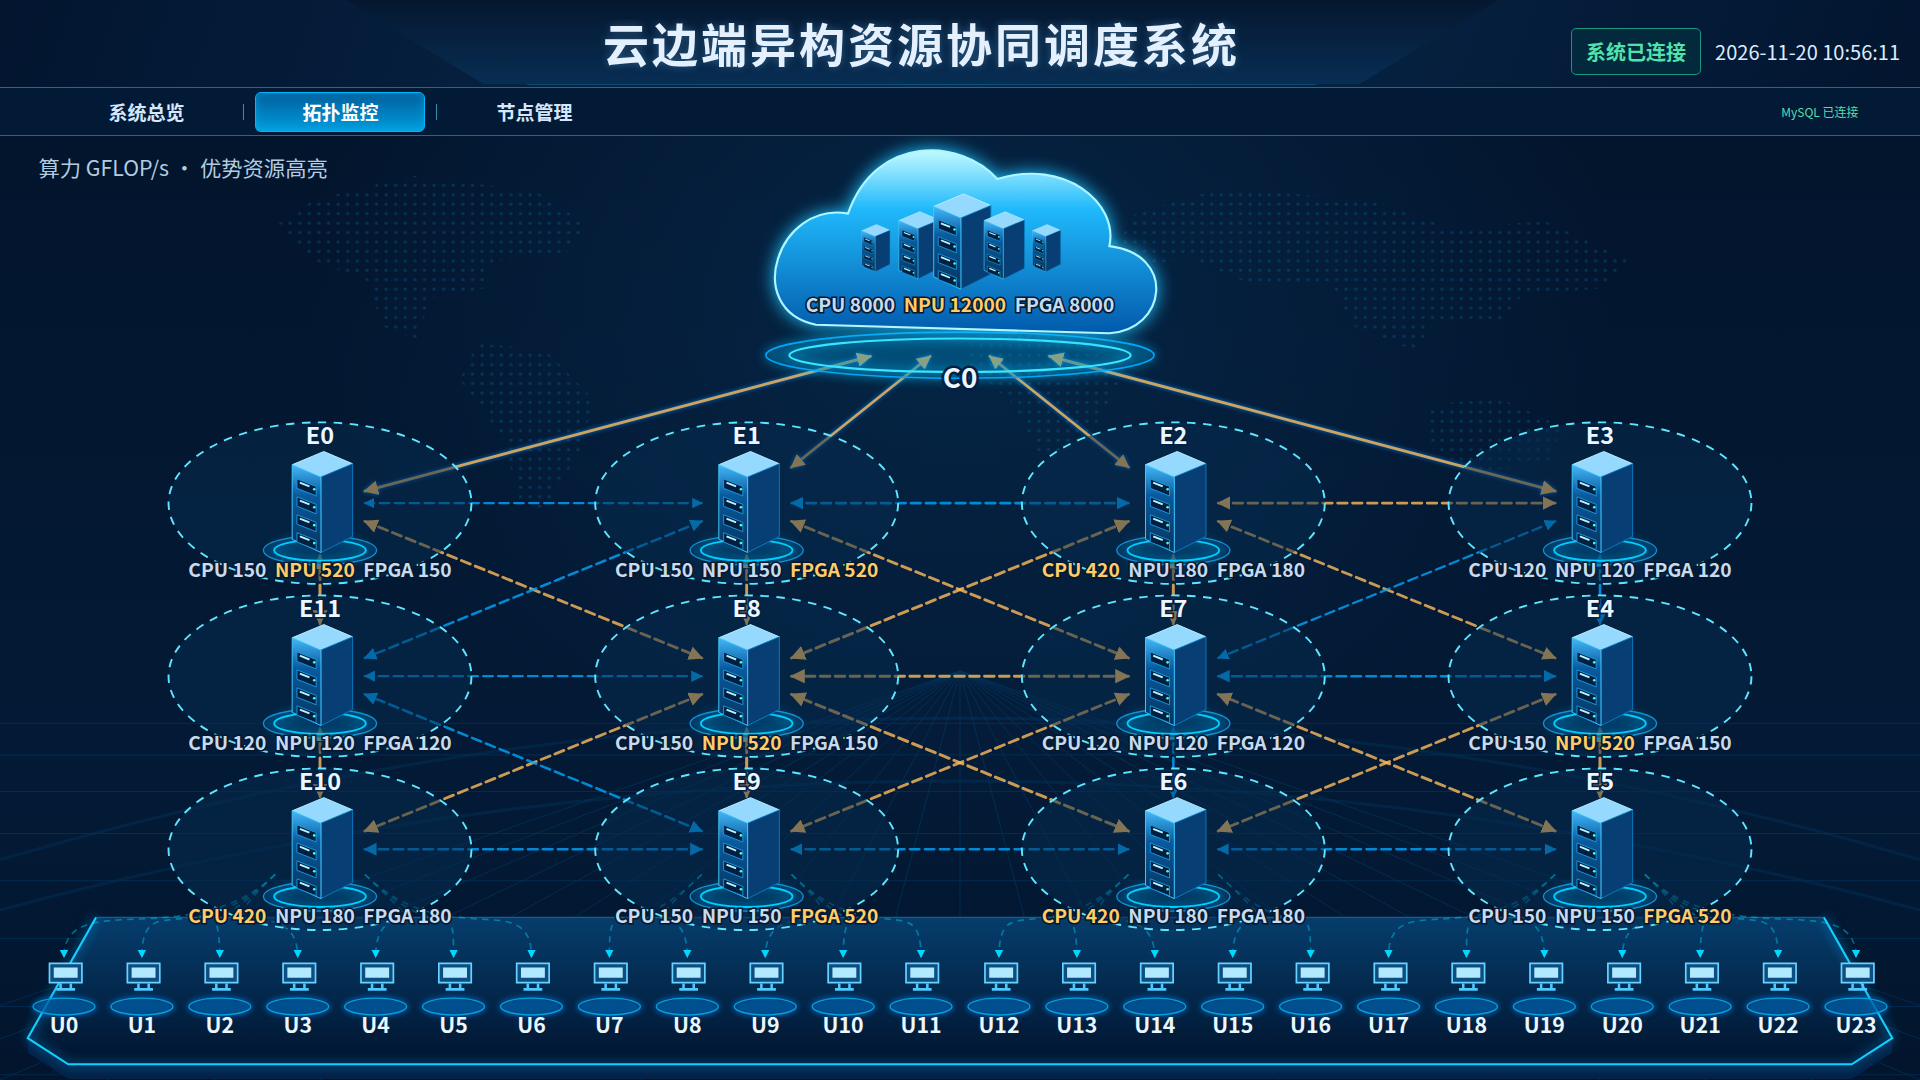 云边端异构资源协同调度系统
系统已连接 2026-11-20 10:56:11
系统总览 拓扑监控 节点管理 MySQL 已连接
算力 GFLOP/s · 优势资源高亮
CPU 8000 NPU 12000 FPGA 8000
C0
E0 E1 E2 E3
CPU 150 NPU 520 FPGA 150 CPU 150 NPU 150 FPGA 520 CPU 420 NPU 180 FPGA 180 CPU 120 NPU 120 FPGA 120
E11 E8 E7 E4
CPU 120 NPU 120 FPGA 120 CPU 150 NPU 520 FPGA 150 CPU 120 NPU 120 FPGA 120 CPU 150 NPU 520 FPGA 150
E10 E9 E6 E5
CPU 420 NPU 180 FPGA 180 CPU 150 NPU 150 FPGA 520 CPU 420 NPU 180 FPGA 180 CPU 150 NPU 150 FPGA 520
U0 U1 U2 U3 U4 U5 U6 U7 U8 U9 U10 U11 U12 U13 U14 U15 U16 U17 U18 U19 U20 U21 U22 U23